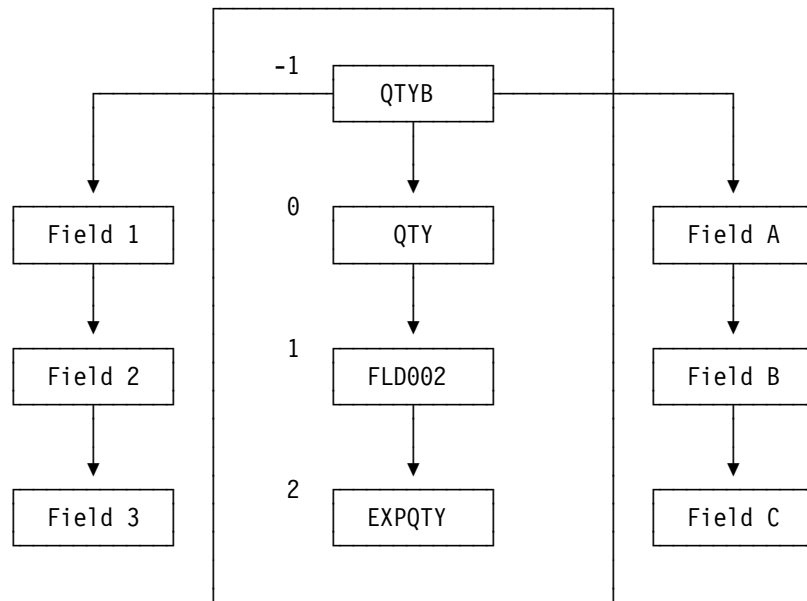 -1
QTYB
Field 1 0 QTY Field A
Field 2 1 FLD002 Field B
Field 3 2 EXPQTY Field C